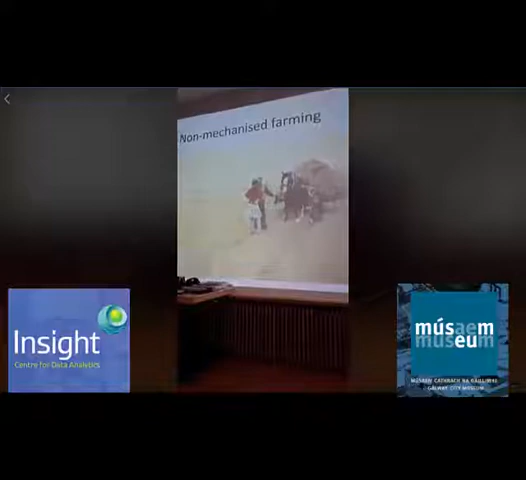 Non-mechanised farming
Insight
Centre for Data Analytics
músaem
museum
MÚSAEM CATHRACH NA GAILLIMHE
GALWAY CITY MUSEUM